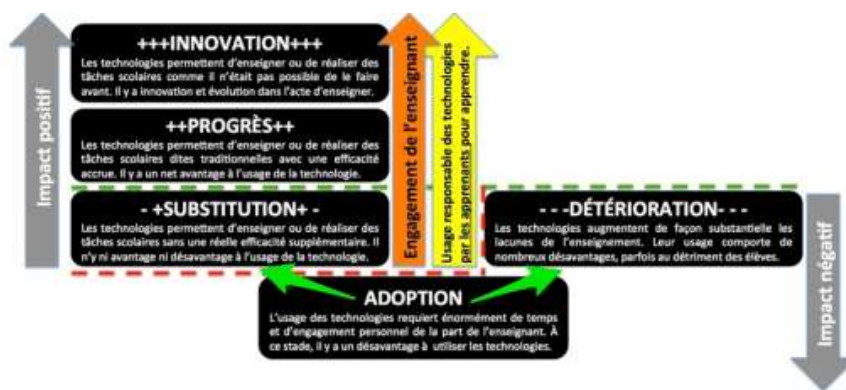 Impact positif
+++INNOVATION+++
Les technologies permettent d'enseigner ou de réaliser des
tâches scolaires comme il n'était pas possible de le faire
avant. Il y a innovation et évolution dans l'acte d'enseigner.
++PROGRÈS++
Les technologies permettent d'enseigner ou de réaliser des
tâches scolaires dites traditionnelles avec une efficacité
accrue. Il y a un net avantage à l'usage de la technologie.
- +SUBSTITUTION+ -
Les technologies permettent d'enseigner ou de réaliser des
tâches scolaires sans une réelle efficacité supplémentaire. Il
n'y ni avantage ni désavantage à l'usage de la technologie.
Engagement de l'enseignant
Usage responsable des technologies
par les apprenants pour apprendre.
- - -DÉTÉRIORATION- - -
Les technologies augmentent de façon substantielle les
lacunes de l'enseignement. Leur usage comporte de
nombreux désavantages, parfois au détriment des élèves.
Impact négatif
ADOPTION
L'usage des technologies requiert énormément de temps
et d'engagement personnel de la part de l'enseignant. À
ce stade, il y a un désavantage à utiliser les technologies.